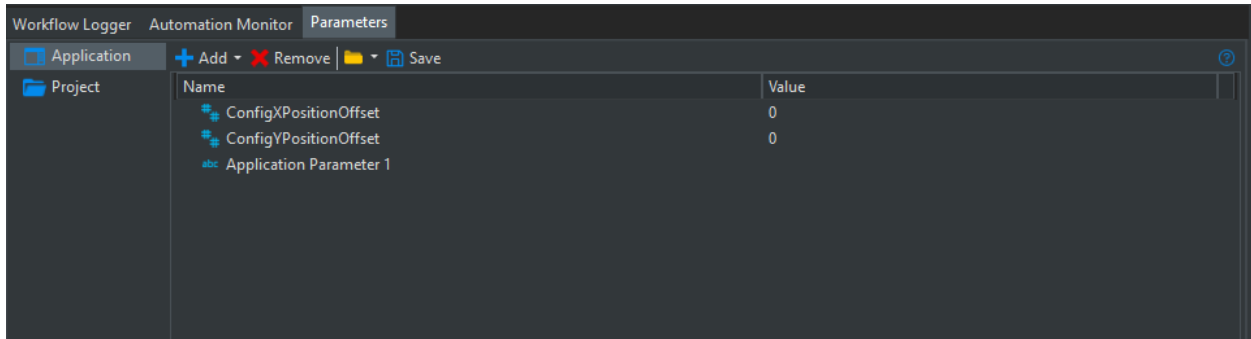 Workflow Logger Automation Monitor Parameters
Application Add Remove Save ?
Project Name Value
ConfigXPositionOffset 0
ConfigYPositionOffset 0
abc Application Parameter 1